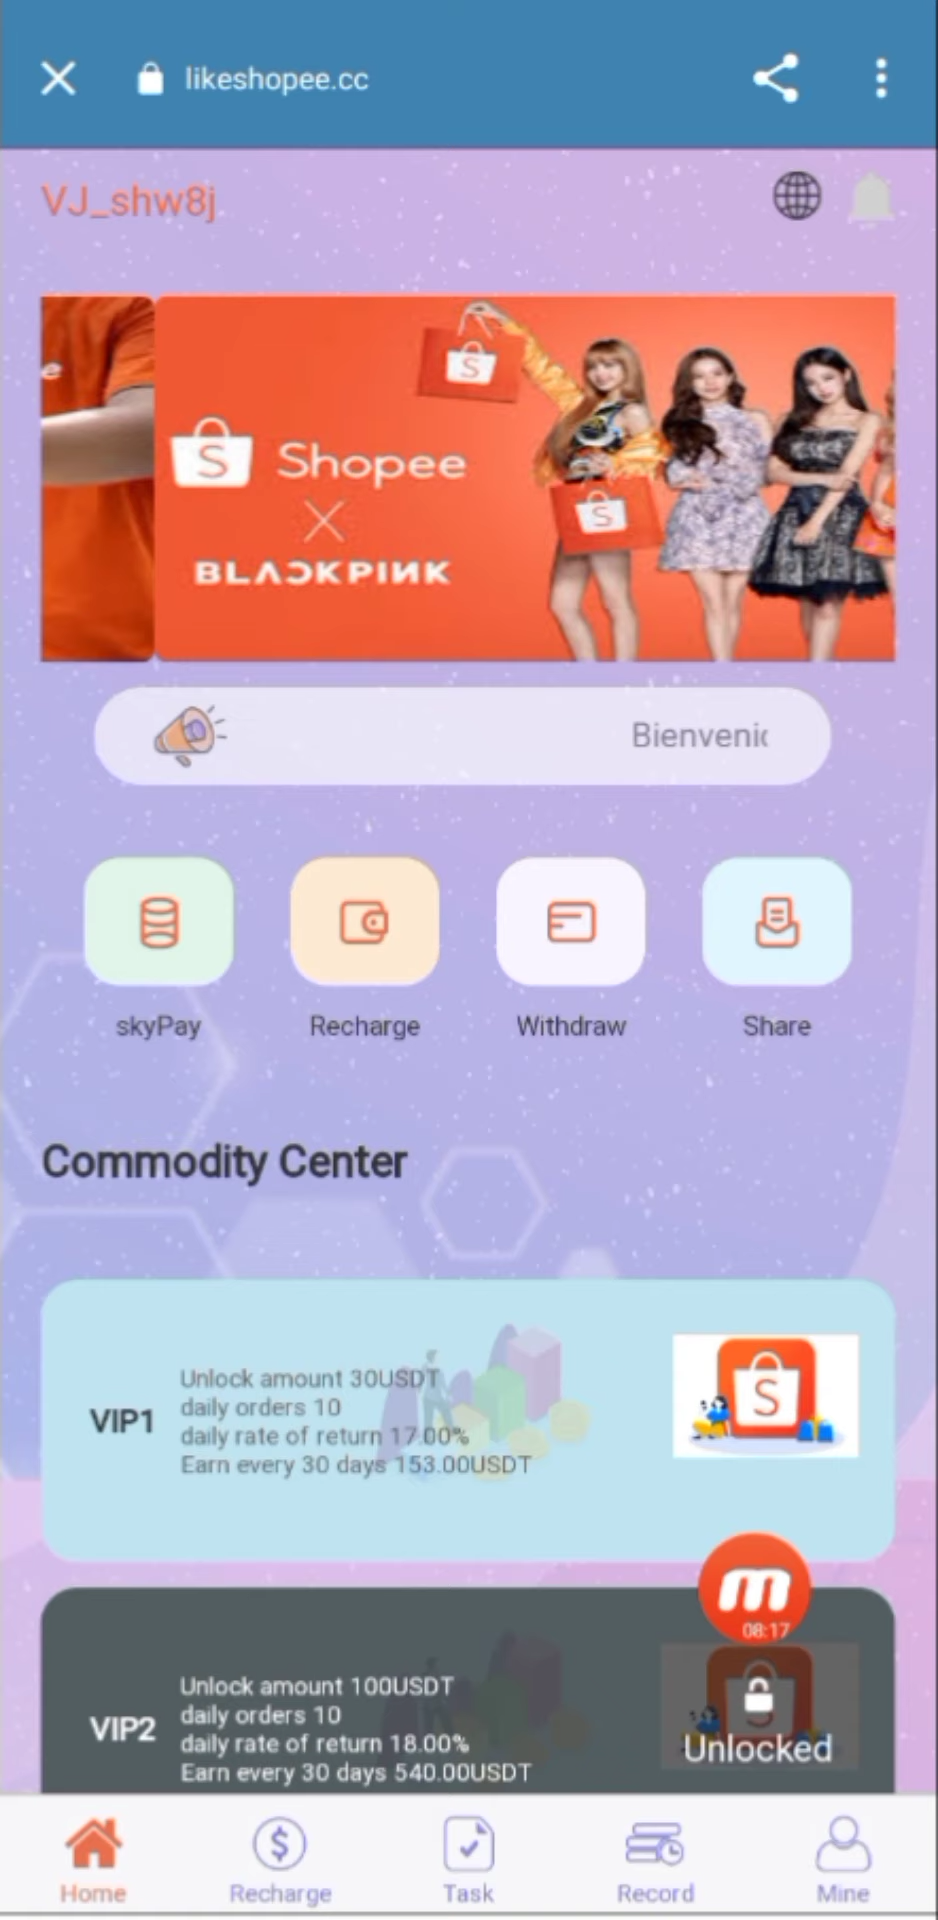 likeshopee.cc
VJ_shw8j
e
S
S Shopee
BLACKPINK
S
Bienvenic
skyPay
Recharge
Withdraw
Share
Commodity Center
VIP1
Unlock amount 30USDT
daily orders 10
daily rate of return 17.00%
Earn every 30 days 153.00USDT
S
m
08:17
VIP2
Unlock amount 100USDT
daily orders 10
daily rate of return 18.00%
Earn every 30 days 540.00USDT
Unlocked
Home
Recharge
Task
Record
Mine